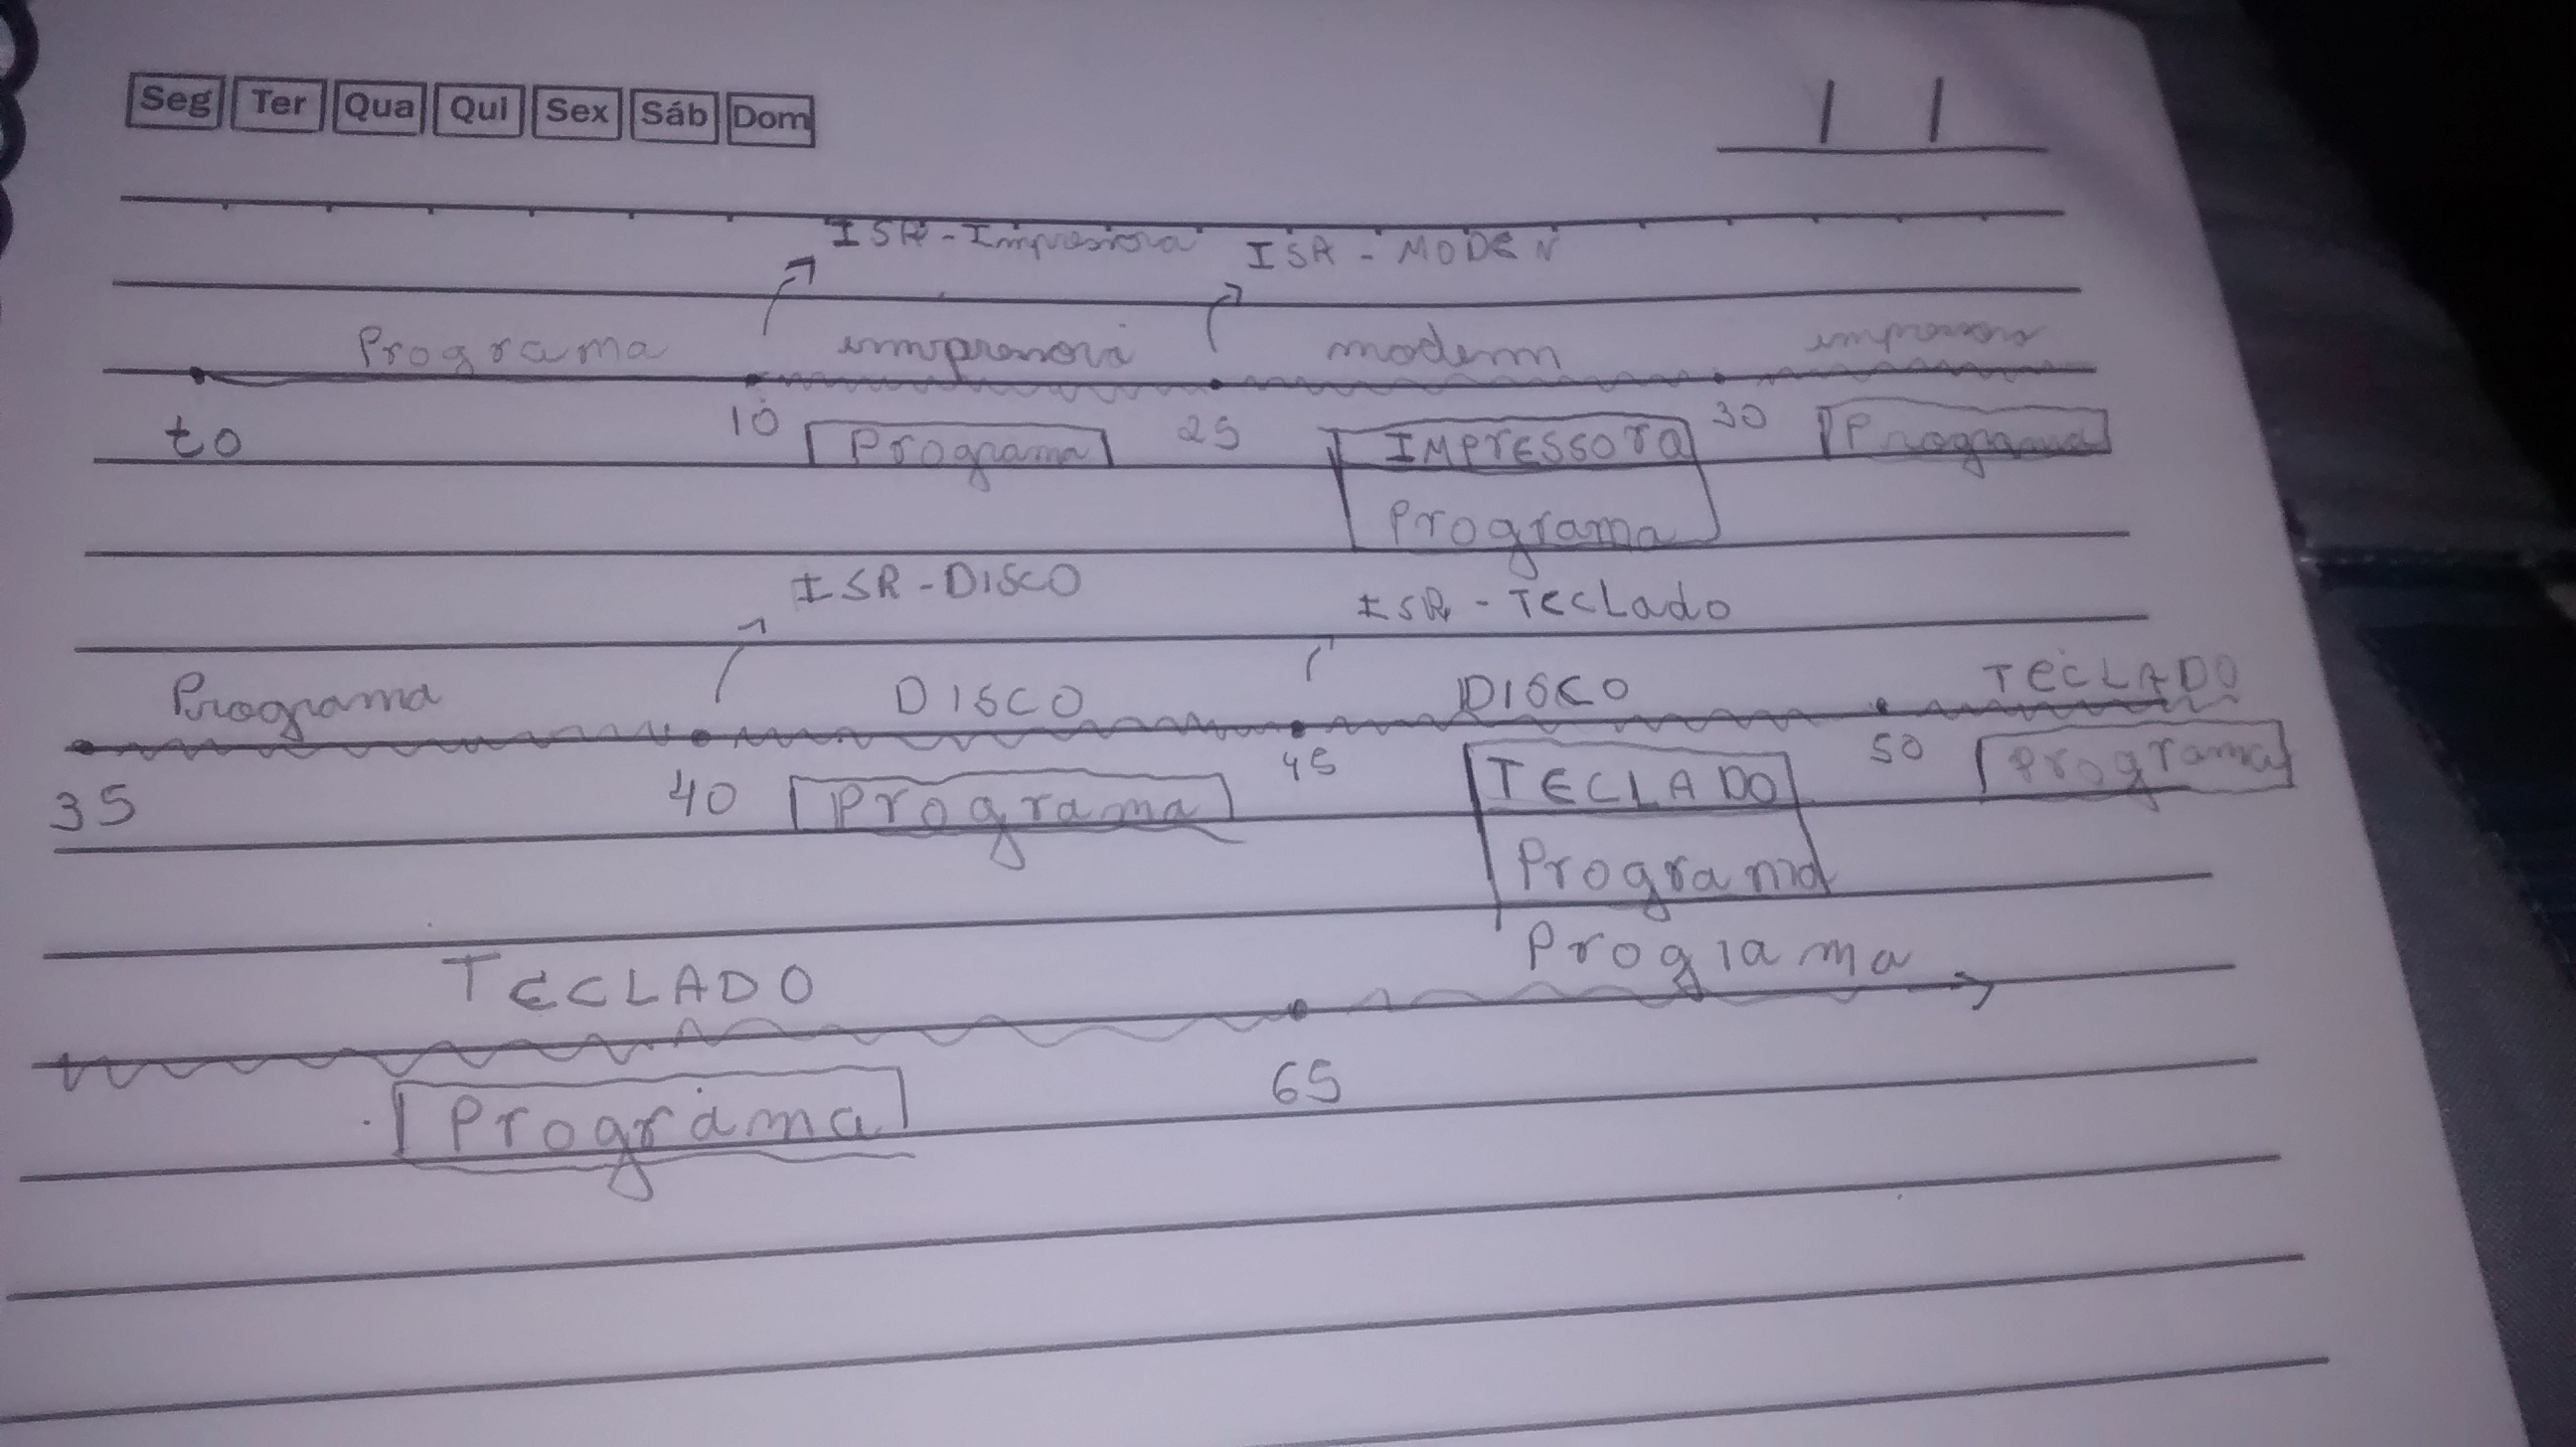 Seg Ter Qua Qui Sex Sáb Dom
/ /
ISR - Impressora ISR - MODEN
Programa impressora modem impressora
t0 10 25 30
Programa IMPRESSORA Programa
Programa
ISR - DISCO ISR - TECLado
Programa DISCO DISCO TECLADO
35 40 45 50
Programa TECLADO Programa
Programa
TECLADO Programa
65
Programa